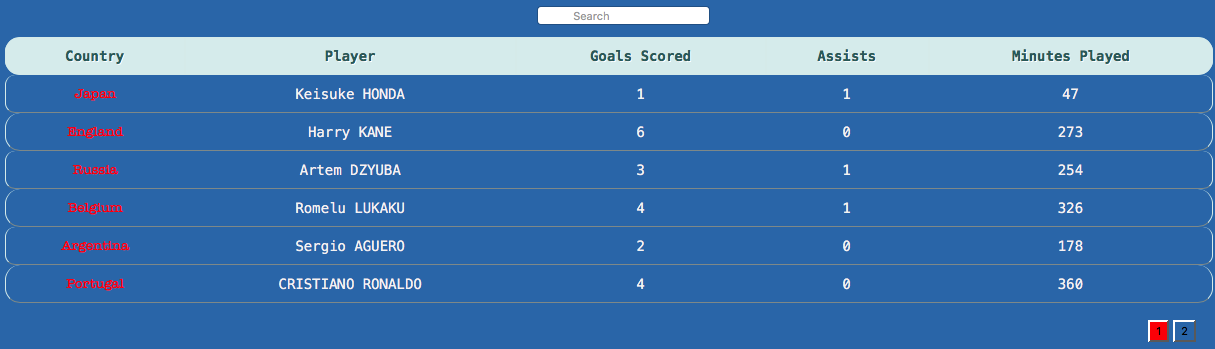 Search
Country Player Goals Scored Assists Minutes Played
Japan Keisuke HONDA 1 1 47
England Harry KANE 6 0 273
Russia Artem DZYUBA 3 1 254
Belgium Romelu LUKAKU 4 1 326
Argentina Sergio AGUERO 2 0 178
Portugal CRISTIANO RONALDO 4 0 360
1 2